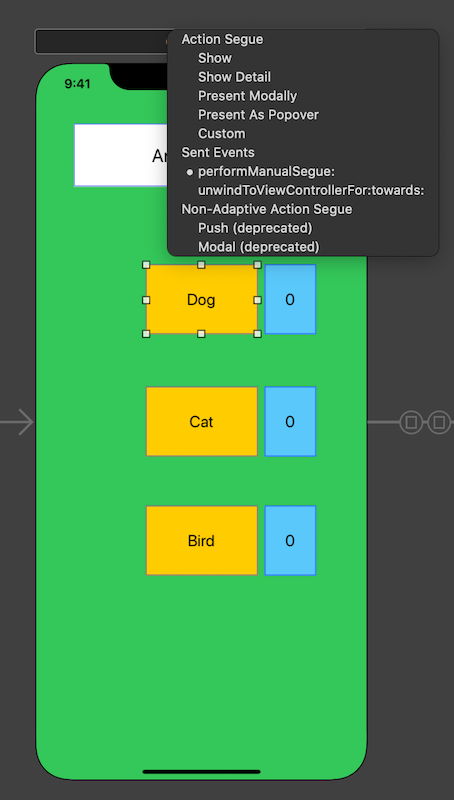 Action Segue
Show
Show Detail
Present Modally
Present As Popover
Custom
Sent Events
performManualSegue:
unwindToViewControllerFor:towards:
Non-Adaptive Action Segue
Push (deprecated)
Modal (deprecated)
9:41
Dog 0
Cat 0
Bird 0